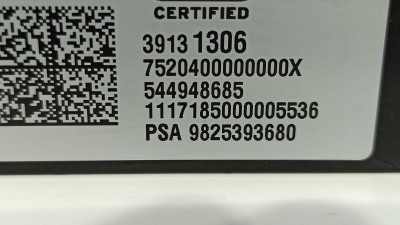 CERTIFIED
3913 1306
7520400000000X
544948685
1117185000005536
PSA 9825393680